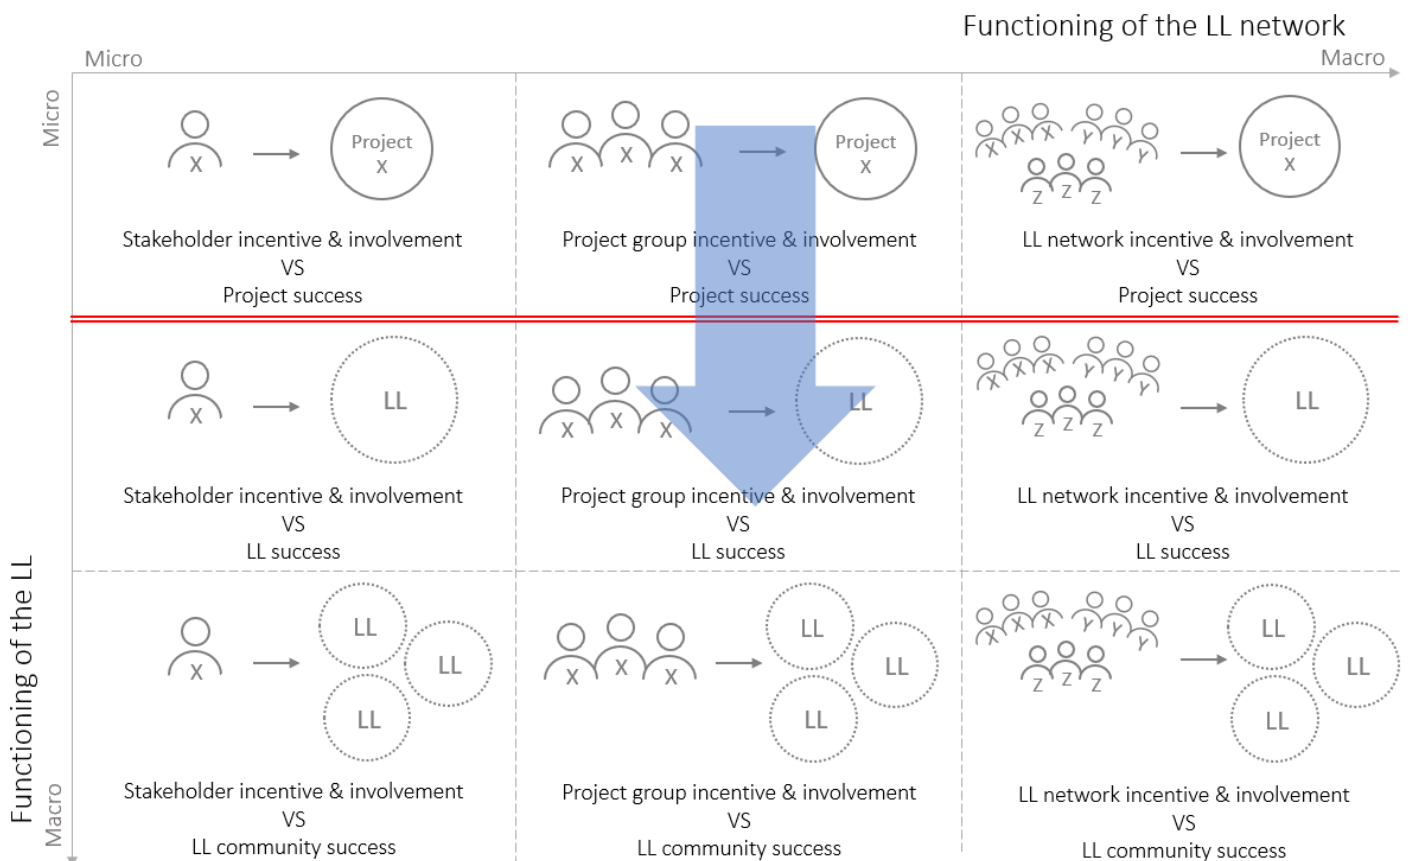 Functioning of the LL network
Micro
Macro
Micro
X
Project
X
X X X
Project
X
X X X Y Y Y
Z Z Z
Project
X
Stakeholder incentive & involvement
VS
Project success
Project group incentive & involvement
VS
Project success
LL network incentive & involvement
VS
Project success
X
LL
X X X
LL
X X X Y Y Y
Z Z Z
LL
Stakeholder incentive & involvement
VS
LL success
Project group incentive & involvement
VS
LL success
LL network incentive & involvement
VS
LL success
Functioning of the LL
Macro
X
LL
LL
LL
X X X
LL
LL
LL
X X X Y Y Y
Z Z Z
LL
LL
LL
Stakeholder incentive & involvement
VS
LL community success
Project group incentive & involvement
VS
LL community success
LL network incentive & involvement
VS
LL community success